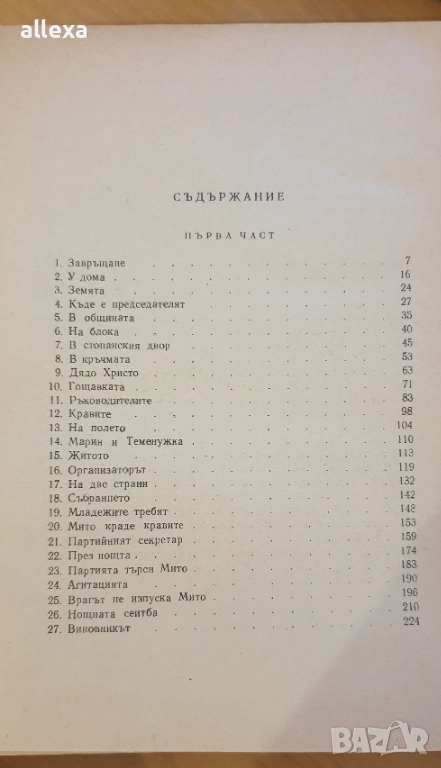 allexa
СЪДЪРЖАНИЕ
ПЪРВА ЧАСТ
1. Завръщане . . . . . . . . . . 7
2. У дома . . . . . . . . . . 16
3. Земята . . . . . . . . . . 24
4. Къде е председателят . . . . . . . . 27
5. В общината . . . . . . . . . . 35
6. На блока . . . . . . . . . . 40
7. В стопанския двор . . . . . . . . 45
8. В кръчмата . . . . . . . . . . 53
9. Дядо Христо . . . . . . . . . . 63
10. Гощавката . . . . . . . . . . 71
11. Ръководителите . . . . . . . . . 83
12. Кравите . . . . . . . . . . 98
13. На полето . . . . . . . . . . 104
14. Марин и Теменужка . . . . . . . . 110
15. Житото . . . . . . . . . . 113
16. Организаторът . . . . . . . . . 119
17. На две страни . . . . . . . . . 132
18. Събранието . . . . . . . . . . 142
19. Младежите требят . . . . . . . . 148
20. Мито краде кравите . . . . . . . . 153
21. Партийният секретар . . . . . . . . 159
22. През нощта . . . . . . . . . . 174
23. Партията търси Мито . . . . . . . . 183
24. Агитацията . . . . . . . . . . 190
25. Врагът не изпуска Мито . . . . . . . 196
26. Нощната сеитба . . . . . . . . . 210
27. Виновникът . . . . . . . . . . 224
BAZAR